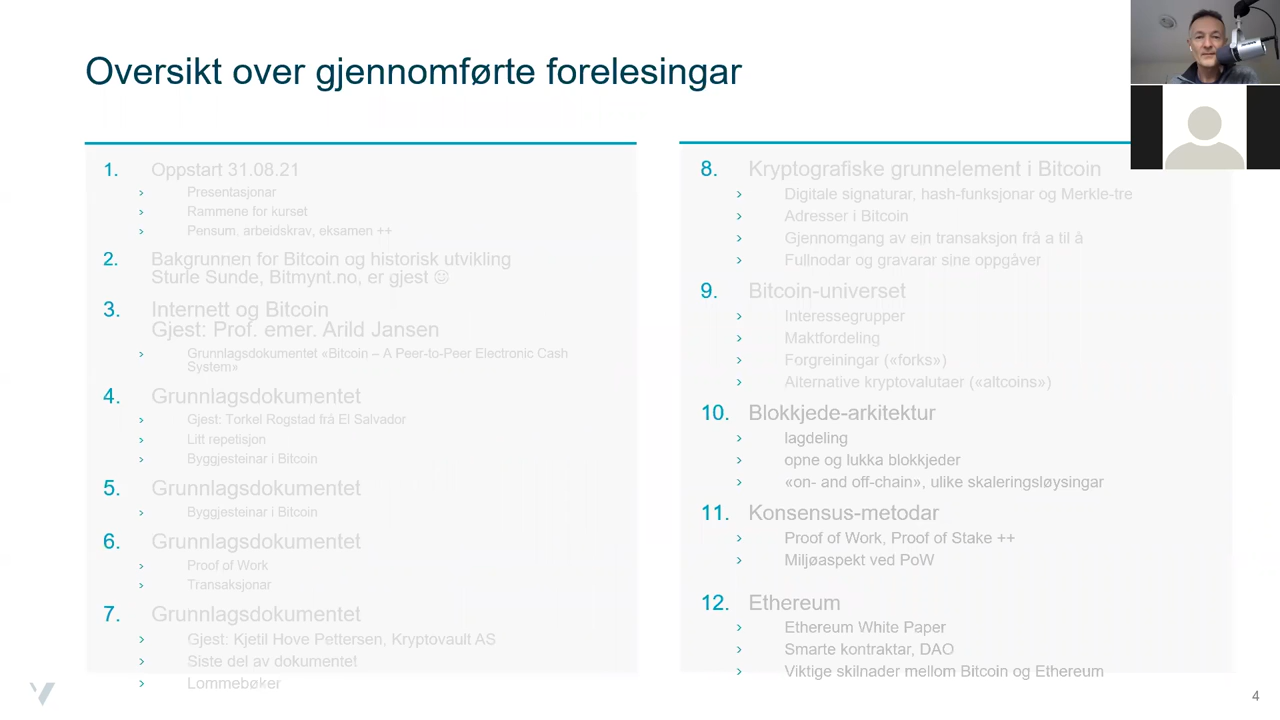 Oversikt over gjennomførte forelesingar
1. Oppstart 31.08.21
› Presentasjonar
› Rammene for kurset
› Pensum, arbeidskrav, eksamen ++
2. Bakgrunnen for Bitcoin og historisk utvikling
Sturle Sunde, Bitmynt.no, er gjest ☺
3. Internett og Bitcoin
Gjest: Prof. emer. Arild Jansen
› Grunnlagsdokumentet «Bitcoin – A Peer-to-Peer Electronic Cash
System»
4. Grunnlagsdokumentet
› Gjest: Torkel Rogstad frå El Salvador
› Litt repetisjon
› Byggjesteinar i Bitcoin
5. Grunnlagsdokumentet
› Byggjesteinar i Bitcoin
6. Grunnlagsdokumentet
› Proof of Work
› Transaksjonar
7. Grunnlagsdokumentet
› Gjest: Kjetil Hove Pettersen, Kryptovault AS
› Siste del av dokumentet
› Lommebøker
8. Kryptografiske grunnelement i Bitcoin
› Digitale signaturar, hash-funksjonar og Merkle-tre
› Adresser i Bitcoin
› Gjennomgang av ein transaksjon frå a til å
› Fullnodar og gravarar sine oppgåver
9. Bitcoin-universet
› Interessegrupper
› Maktfordeling
› Forgreiningar («forks»)
› Alternative kryptovalutaer («altcoins»)
10. Blokkjede-arkitektur
› lagdeling
› opne og lukka blokkjeder
› «on- and off-chain», ulike skaleringsløysingar
11. Konsensus-metodar
› Proof of Work, Proof of Stake ++
› Miljøaspekt ved PoW
12. Ethereum
› Ethereum White Paper
› Smarte kontraktar, DAO
› Viktige skilnader mellom Bitcoin og Ethereum
4